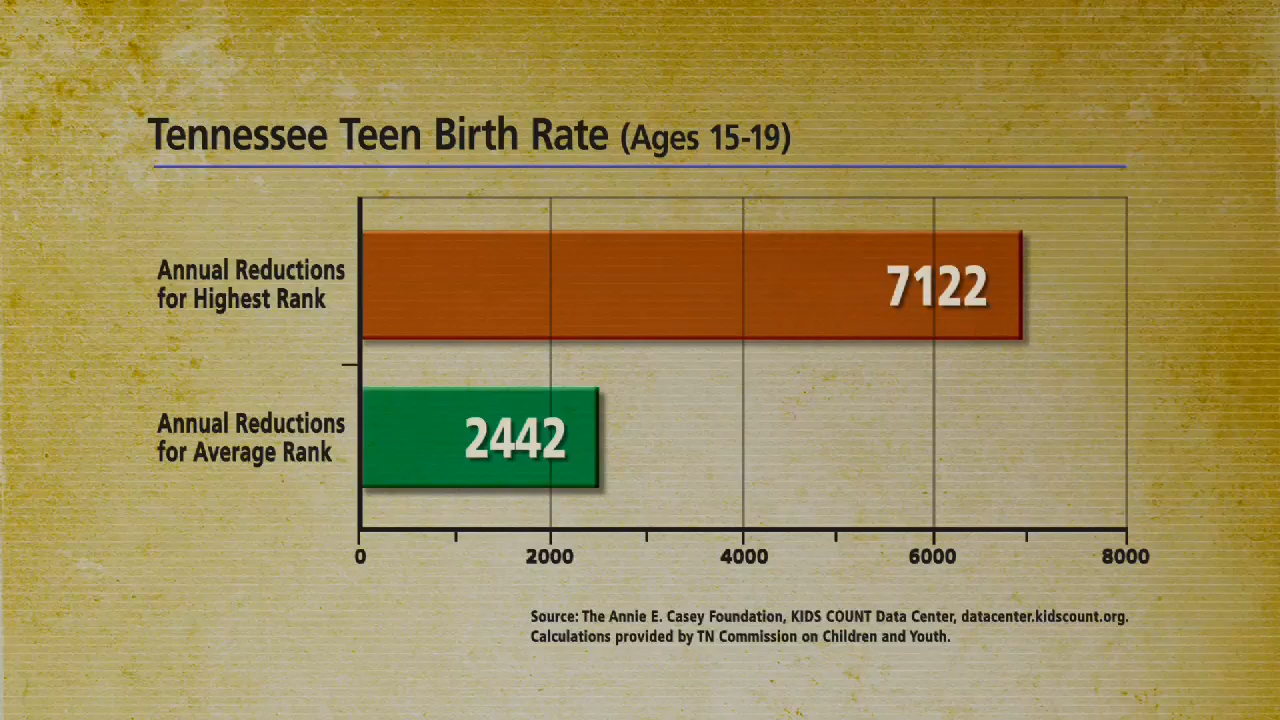 Tennessee Teen Birth Rate (Ages 15-19)
Annual Reductions
for Highest Rank
7122
Annual Reductions
for Average Rank
2442
0 2000 4000 6000 8000
Source: The Annie E. Casey Foundation, KIDS COUNT Data Center, datacenter.kidscount.org.
Calculations provided by TN Commission on Children and Youth.